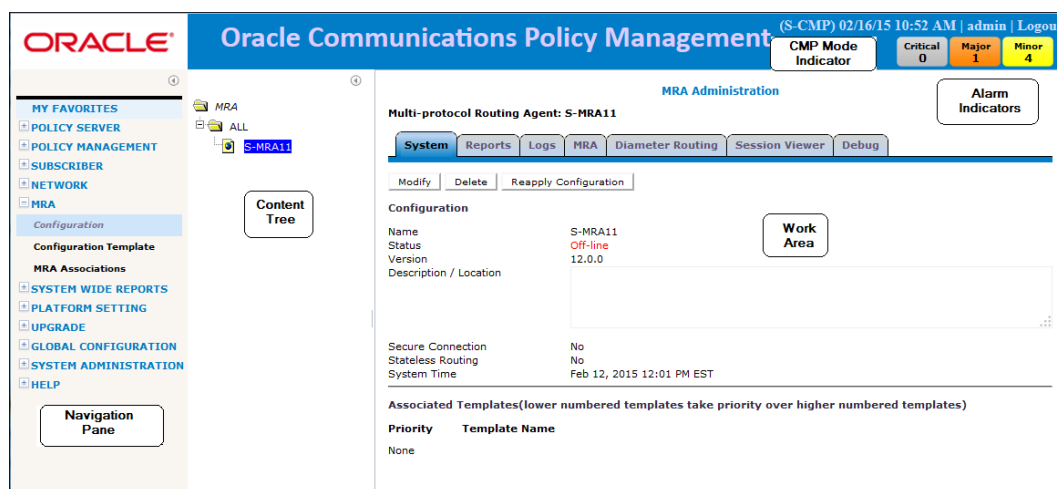 ORACLE®
Oracle Communications Policy Management
(S-CMP) 02/16/15 10:52 AM | admin | Logou
CMP Mode
Indicator
Critical
0
Major
1
Minor
4
Alarm
Indicators
MY FAVORITES
POLICY SERVER
POLICY MANAGEMENT
SUBSCRIBER
NETWORK
MRA
Configuration
Configuration Template
MRA Associations
SYSTEM WIDE REPORTS
PLATFORM SETTING
UPGRADE
GLOBAL CONFIGURATION
SYSTEM ADMINISTRATION
HELP
Navigation
Pane
MRA
ALL
S-MRA11
Content
Tree
MRA Administration
Multi-protocol Routing Agent: S-MRA11
System Reports Logs MRA Diameter Routing Session Viewer Debug
Modify Delete Reapply Configuration
Configuration
Name S-MRA11
Status Off-line
Version 12.0.0
Description / Location
Work
Area
Secure Connection No
Stateless Routing No
System Time Feb 12, 2015 12:01 PM EST
Associated Templates(lower numbered templates take priority over higher numbered templates)
Priority Template Name
None